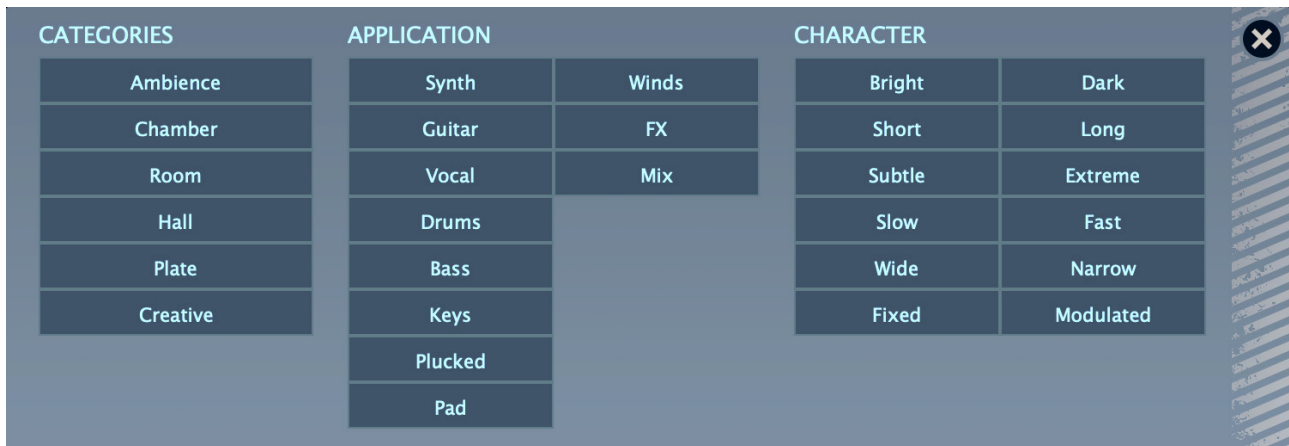 CATEGORIES
Ambience
Chamber
Room
Hall
Plate
Creative
APPLICATION
Synth
Guitar
Vocal
Drums
Bass
Keys
Plucked
Pad
Winds
FX
Mix
CHARACTER
Bright
Short
Subtle
Slow
Wide
Fixed
Dark
Long
Extreme
Fast
Narrow
Modulated